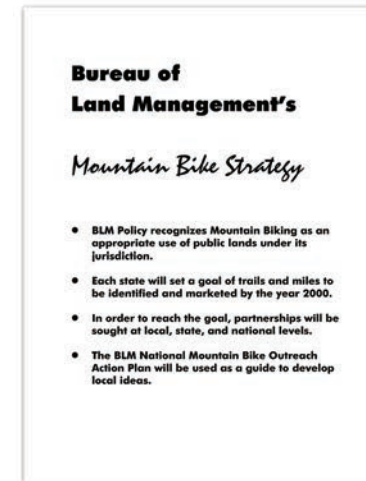 Bureau of
Land Management's
Mountain Bike Strategy
● BLM Policy recognizes Mountain Biking as an
appropriate use of public lands under its
jurisdiction.
● Each state will set a goal of trails and miles to
be identified and marketed by the year 2000.
● In order to reach the goal, partnerships will be
sought at local, state, and national levels.
● The BLM National Mountain Bike Outreach
Action Plan will be used as a guide to develop
local ideas.